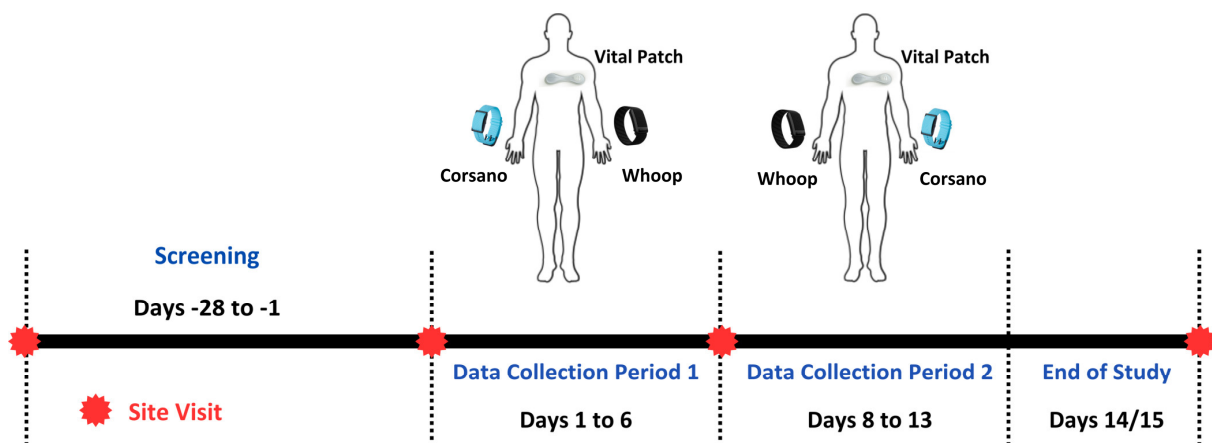 Vital Patch
Vital Patch
Corsano
Whoop
Whoop
Corsano
Screening
Days -28 to -1
Data Collection Period 1
Data Collection Period 2
End of Study
Site Visit
Days 1 to 6
Days 8 to 13
Days 14/15